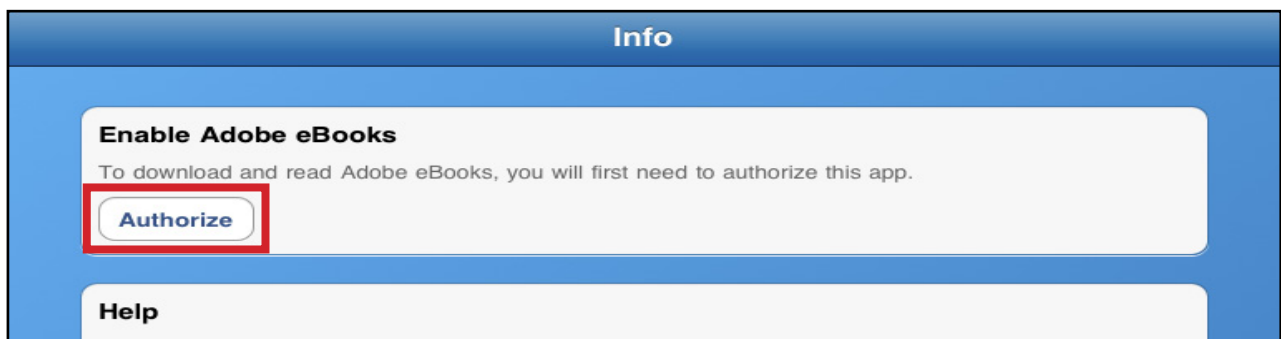 Info
Enable Adobe eBooks
To download and read Adobe eBooks, you will first need to authorize this app.
Authorize
Help